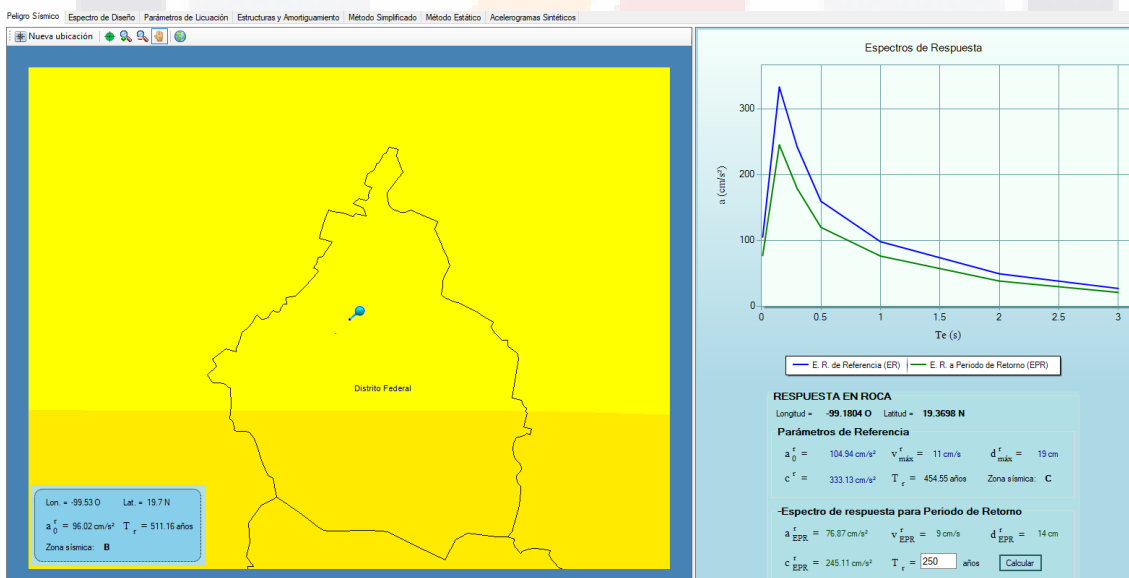 Peligro Sísmico Espectro de Diseño Parámetros de Licuación Estructuras y Amortiguamiento Método Simplificado Método Estático Acelerogramas Sintéticos
Nueva ubicación
Distrito Federal
Lon. = -99.53 O Lat. = 19.7 N
a r 0 = 96.02 cm/s² T r = 511.16 años
Zona sísmica: B
Espectros de Respuesta
a (cm/s²)
300
200
100
0
0 0.5 1 1.5 2 2.5 3
Te (s)
E. R. de Referencia (ER) E. R. a Periodo de Retorno (EPR)
RESPUESTA EN ROCA
Longitud = -99.1804 O Latitud = 19.3698 N
Parámetros de Referencia
a r 0 = 104.94 cm/s² v r máx = 11 cm/s d r máx = 19 cm
c r = 333.13 cm/s² T r = 454.55 años Zona sísmica: C
-Espectro de respuesta para Periodo de Retorno
a r EPR = 76.87 cm/s² v r EPR = 9 cm/s d r EPR = 14 cm
c r EPR = 245.11 cm/s² T r = 250 años Calcular